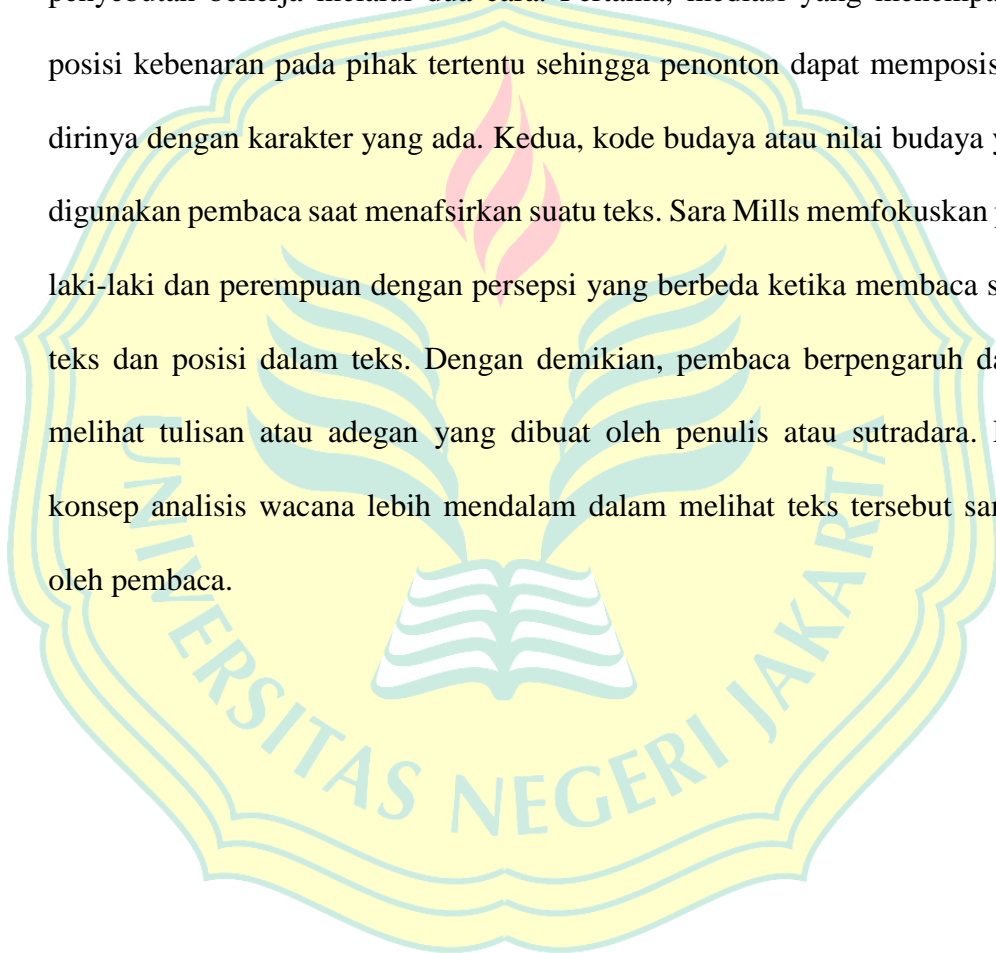 posisi kebenaran pada pihak tertentu sehingga penonton dapat memposis
dirinya dengan karakter yang ada. Kedua, kode budaya atau nilai budaya y
digunakan pembaca saat menafsirkan suatu teks. Sara Mills memfokuskan p
laki-laki dan perempuan dengan persepsi yang berbeda ketika membaca s
teks dan posisi dalam teks. Dengan demikian, pembaca berpengaruh da
melihat tulisan atau adegan yang dibuat oleh penulis atau sutradara.
konsep analisis wacana lebih mendalam dalam melihat teks tersebut sa
oleh pembaca.
UNIVERSITAS NEGERI JAKARTA